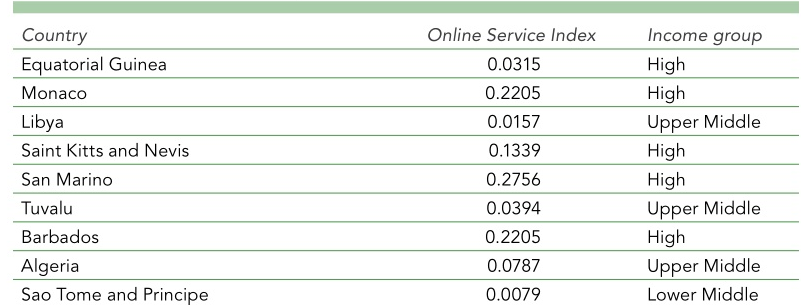 Country Online Service Index Income group
Equatorial Guinea 0.0315 High
Monaco 0.2205 High
Libya 0.0157 Upper Middle
Saint Kitts and Nevis 0.1339 High
San Marino 0.2756 High
Tuvalu 0.0394 Upper Middle
Barbados 0.2205 High
Algeria 0.0787 Upper Middle
Sao Tome and Principe 0.0079 Lower Middle